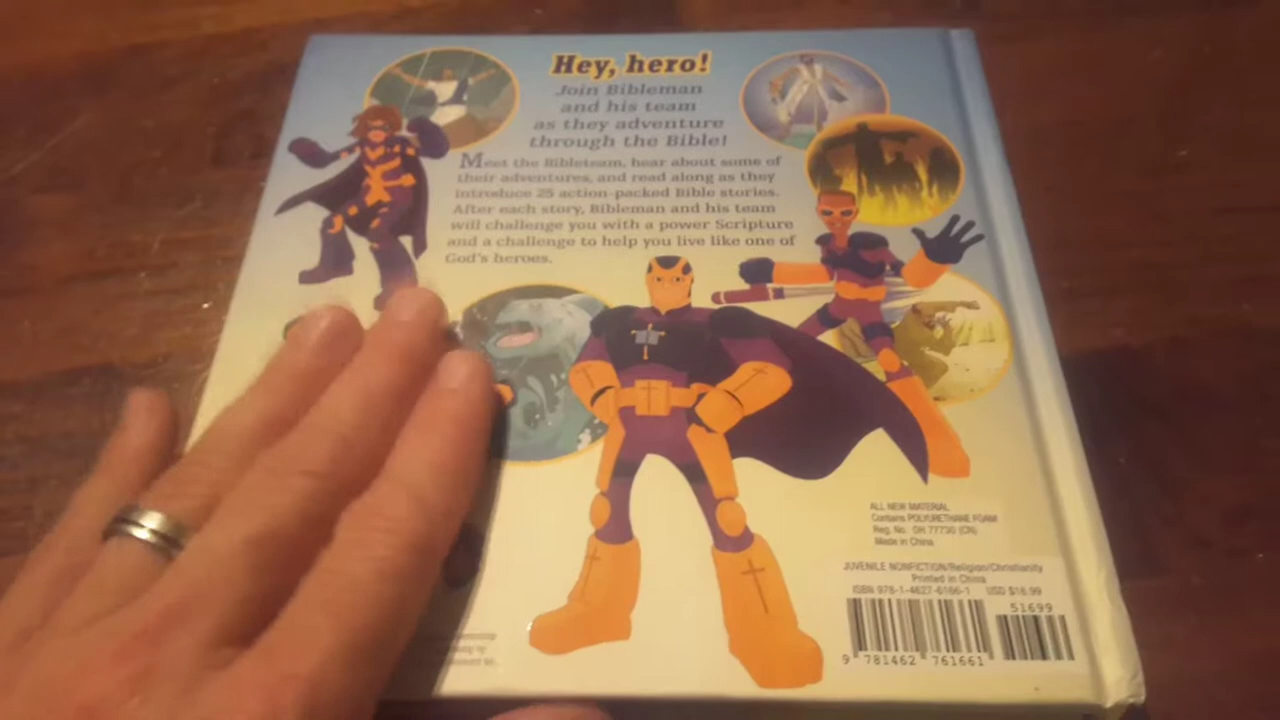 Hey, hero!
Join Bibleman
and his team
as they adventure
through the Bible!
Meet the Bibleteam, hear about some of
their adventures, and read along as they
introduce 25 action-packed Bible stories.
After each story, Bibleman and his team
will challenge you with a power Scripture
and a challenge to help you live like one of
God's heroes.
ALL NEW MATERIAL
Contains POLYURETHANE FOAM
Reg. No. OH 77730 (CN)
Made in China
JUVENILE NONFICTION/Religion/Christianity
Printed in China
ISBN 978-1-4627-6166-1 USD $16.99
51699
9 781462 761661